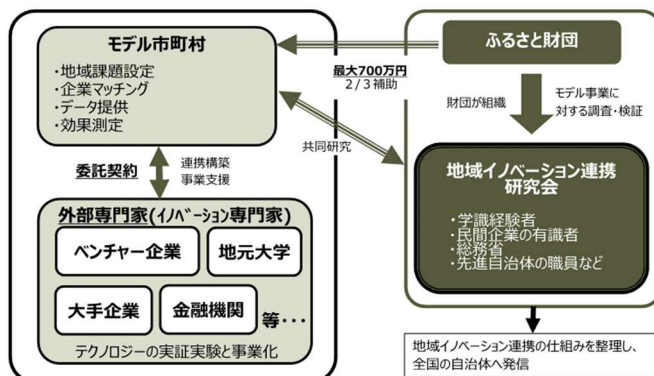 モデル市町村
・地域課題設定
・企業マッチング
・データ提供
・効果測定
最大700万円
2/3補助
ふるさと財団
財団が組織
モデル事業に
対する調査・検証
共同研究
委託契約
連携構築
事業支援
外部専門家(イノベーション専門家)
ベンチャー企業
地元大学
大手企業
金融機関
等・・・
テクノロジーの実証実験と事業化
地域イノベーション連携
研究会
・学識経験者
・民間企業の有識者
・総務省
・先進自治体の職員など
地域イノベーション連携の仕組みを整理し、
全国の自治体へ発信